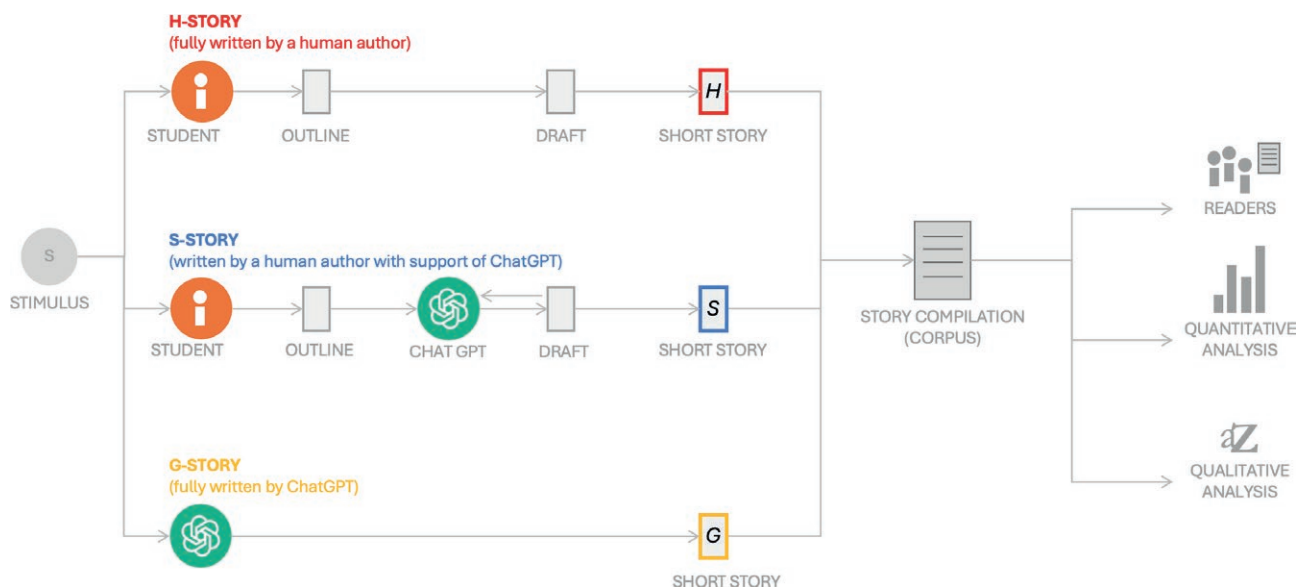 H-STORY
(fully written by a human author)
H
STUDENT
OUTLINE
DRAFT
SHORT STORY
READERS
S
STIMULUS
S-STORY
(written by a human author with support of ChatGPT)
S
STUDENT
OUTLINE
CHAT GPT
DRAFT
SHORT STORY
STORY COMPILATION
(CORPUS)
QUANTITATIVE
ANALYSIS
aZ
QUALITATIVE
ANALYSIS
G-STORY
(fully written by ChatGPT)
G
SHORT STORY